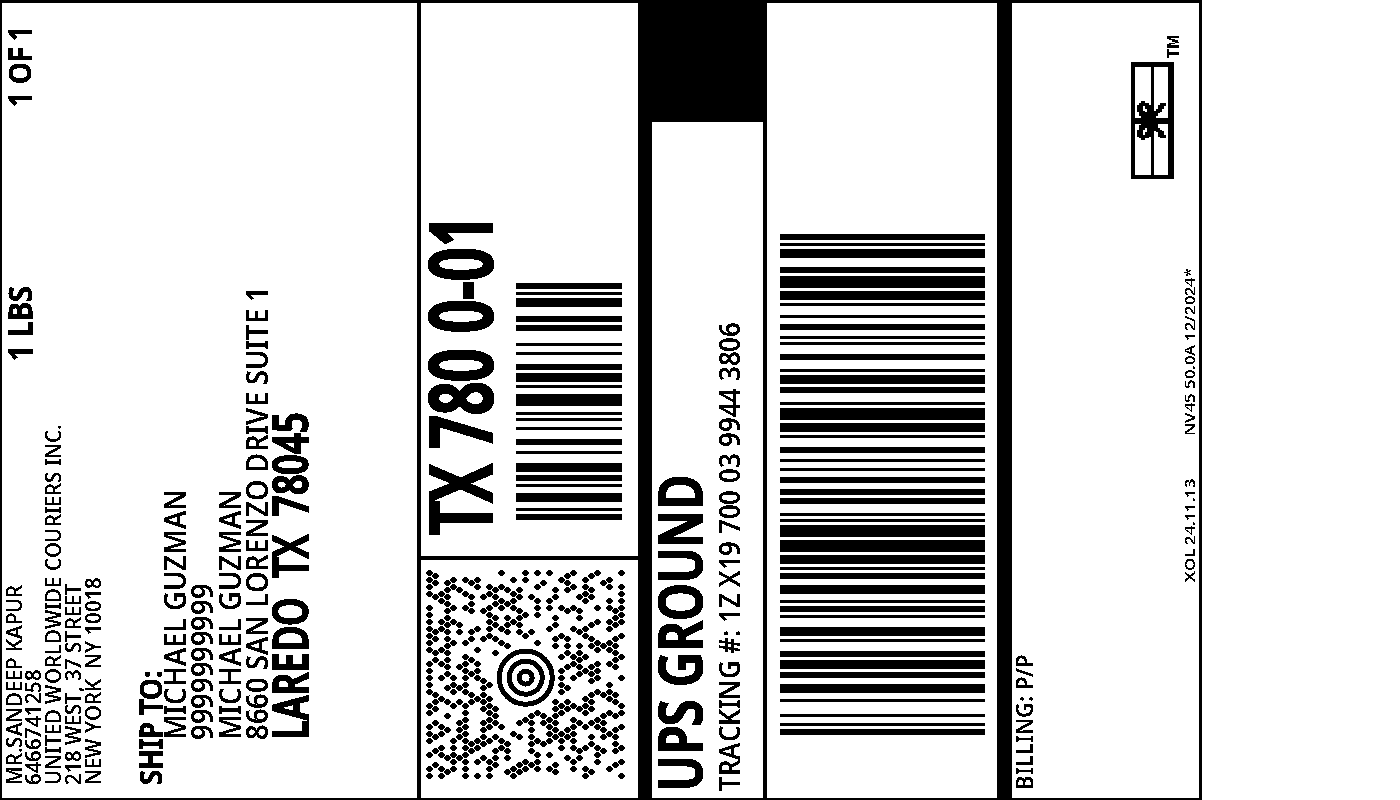 MR.SANDEEP KAPUR
6466741258
UNITED WORLDWIDE COURIERS INC.
218 WEST, 37 STREET
NEW YORK NY 10018
1 LBS
1 OF 1
SHIP TO:
MICHAEL GUZMAN
9999999999
MICHAEL GUZMAN
8660 SAN LORENZO DRIVE SUITE 1
LAREDO TX 78045
TX 780 0-01
UPS GROUND
TRACKING #: 1Z X19 700 03 9944 3806
BILLING: P/P
XOL 24.11.13 NV45 50.0A 12/2024*
TM